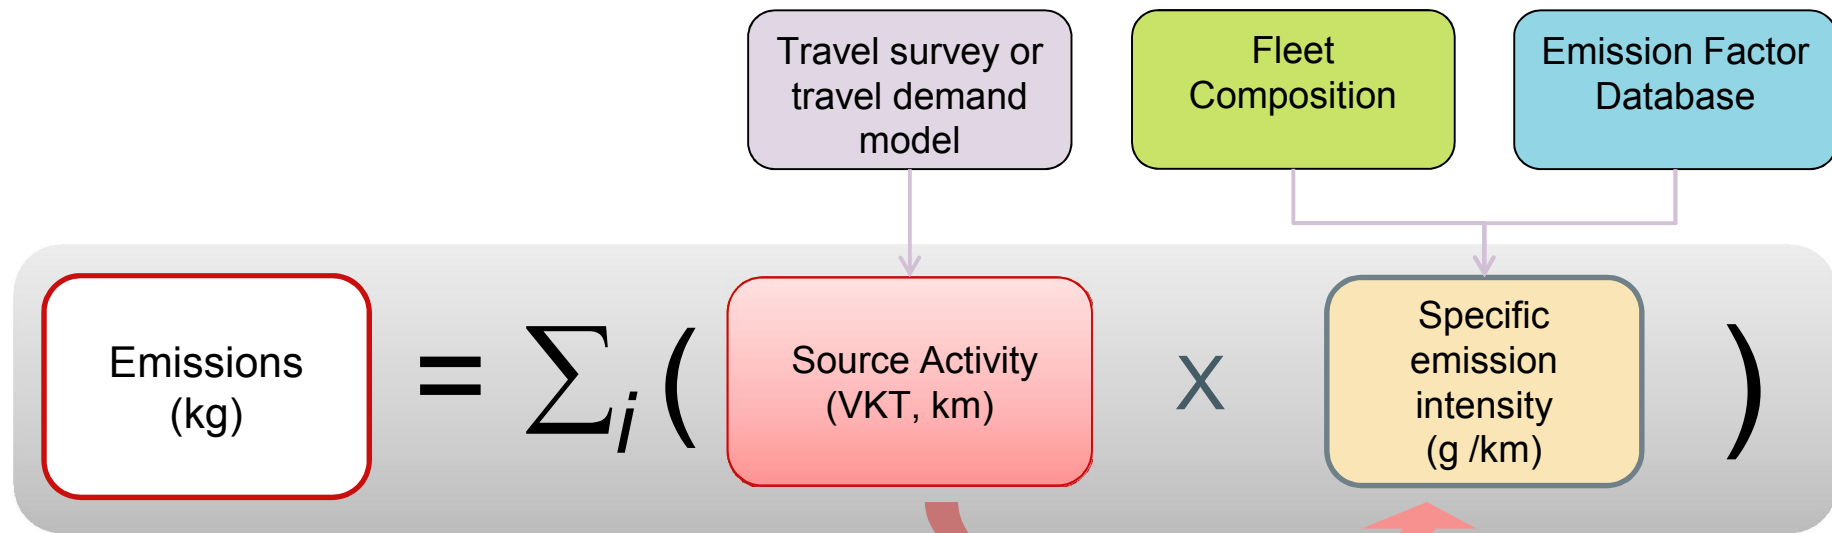 Travel survey or
travel demand
model
Fleet
Composition
Emission Factor
Database
Emissions
(kg)
= ∑i (
Source Activity
(VKT, km)
X
Specific
emission
intensity
(g /km)
)